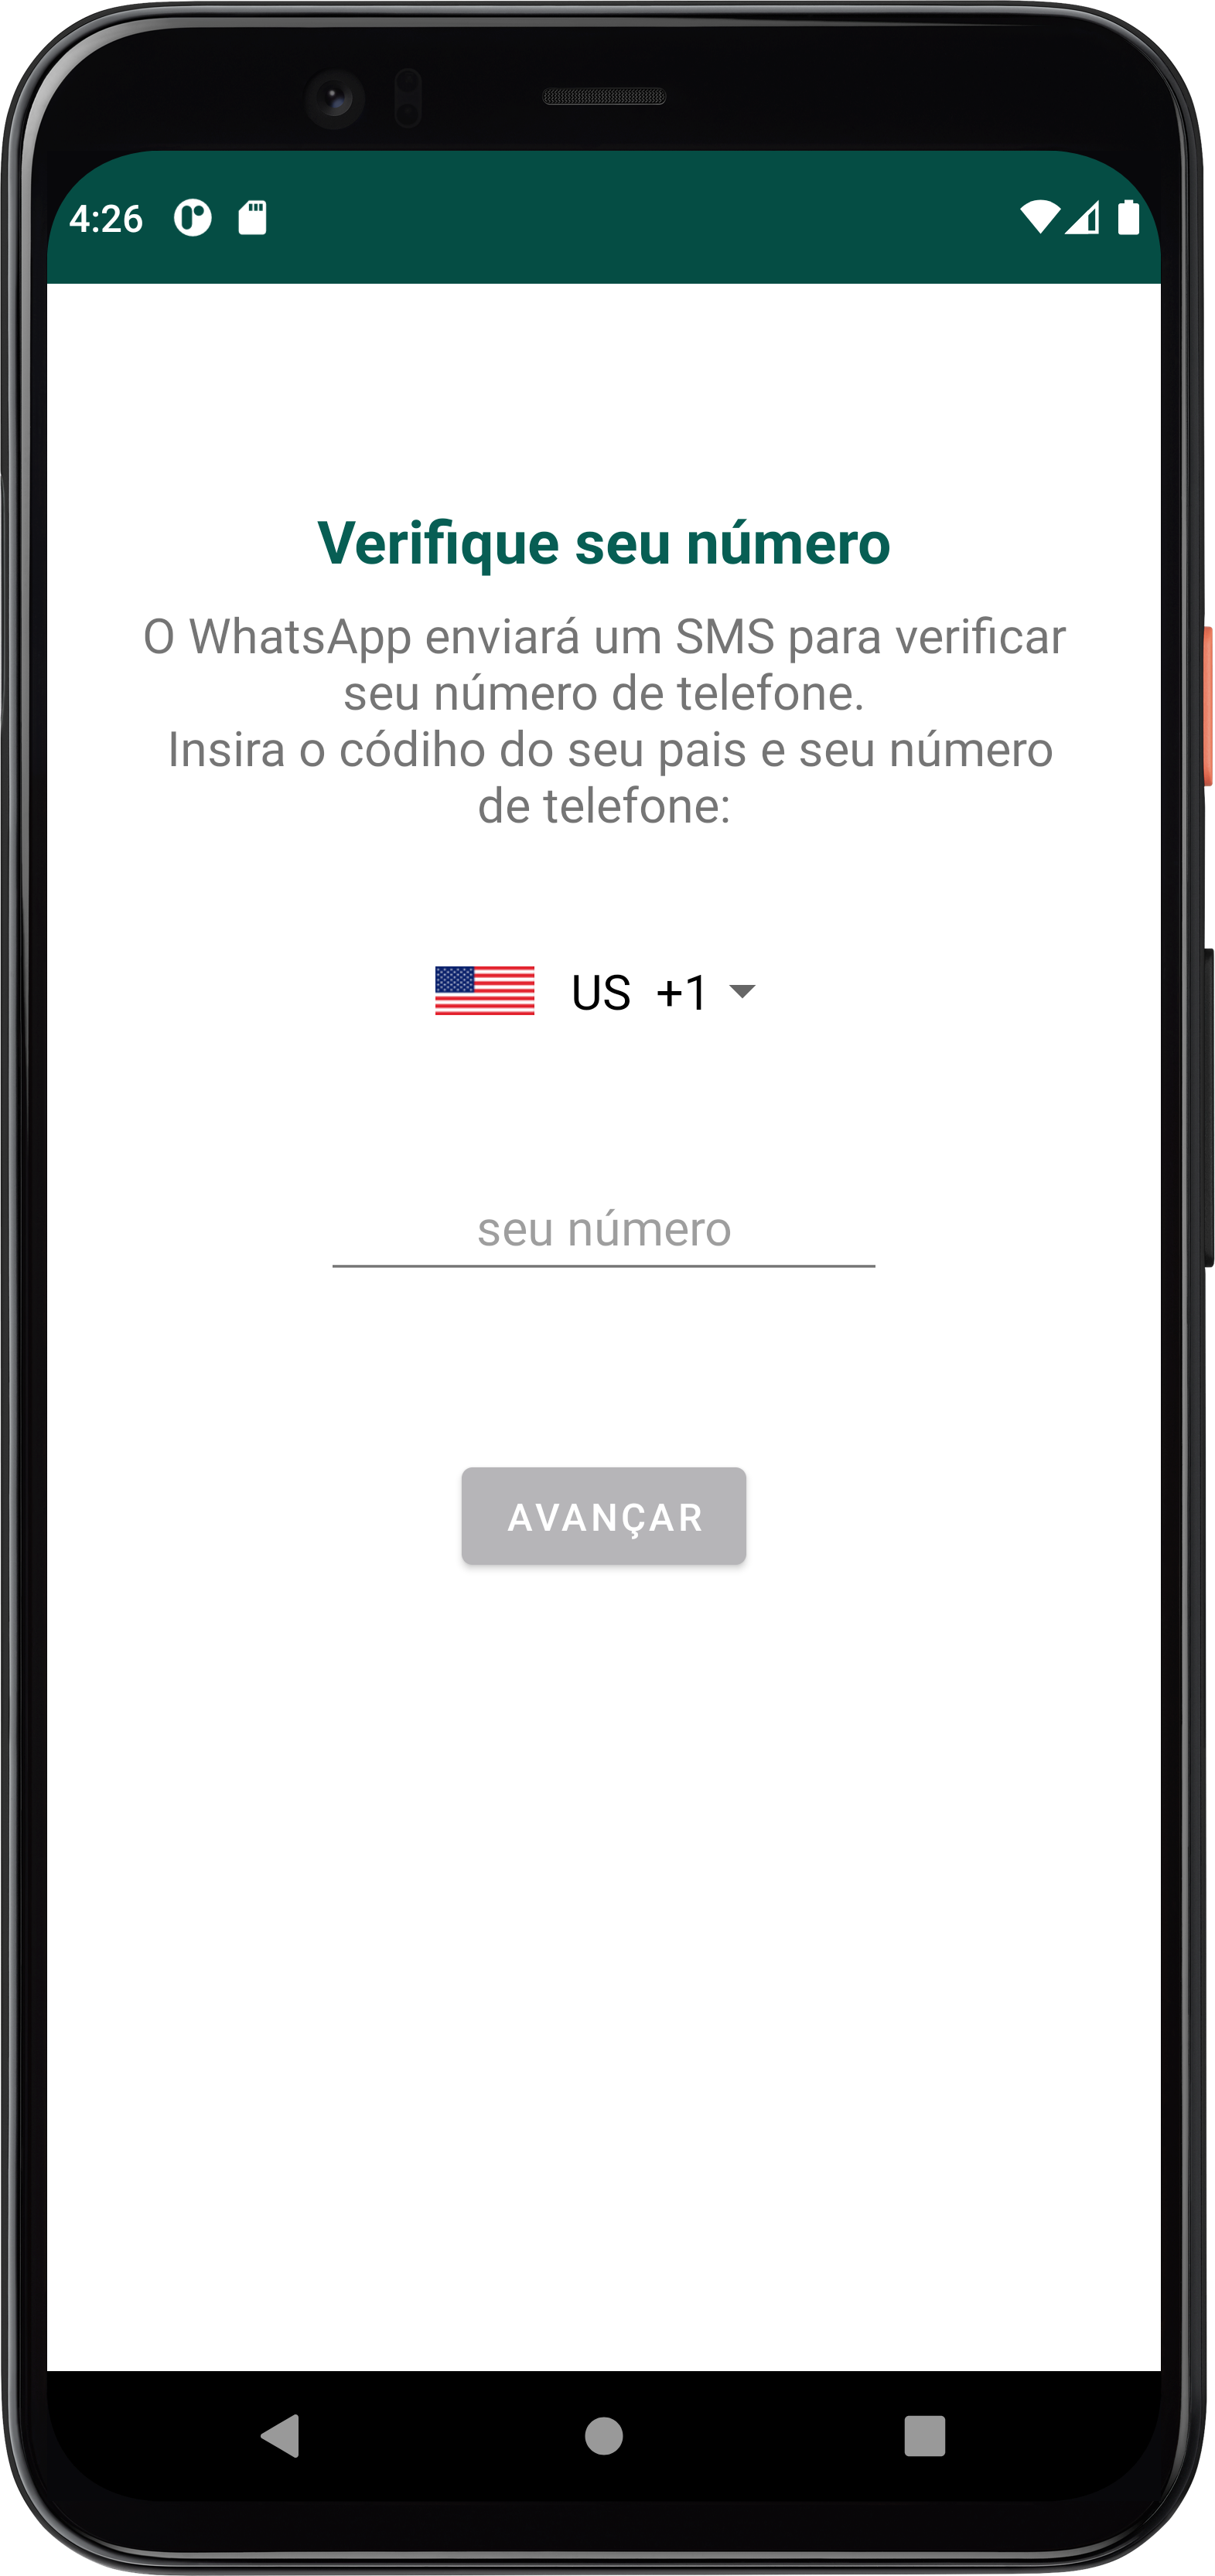 4:26
Verifique seu número
O WhatsApp enviará um SMS para verificar
seu número de telefone.
Insira o códiho do seu pais e seu número
de telefone:
US +1
seu número
AVANÇAR